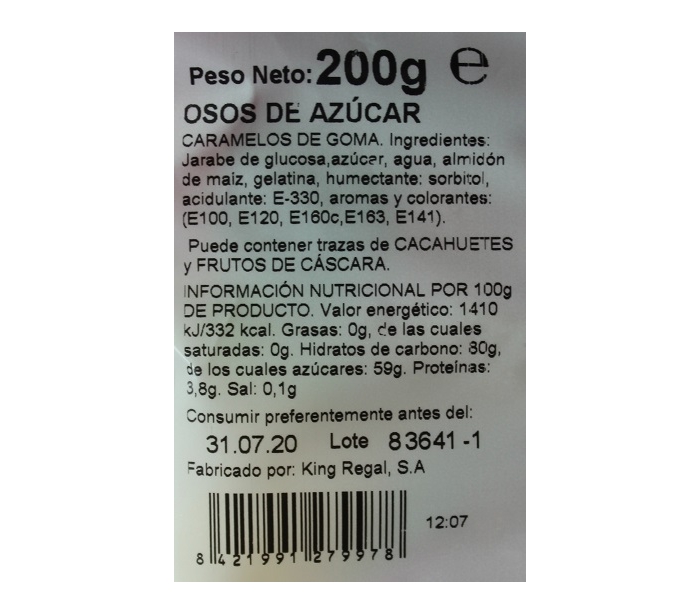 Peso Neto: 200g ℮
OSOS DE AZÚCAR
CARAMELOS DE GOMA. Ingredientes:
Jarabe de glucosa,azúcar, agua, almidón
de maiz, gelatina, humectante: sorbitol,
acidulante: E-330, aromas y colorantes:
(E100, E120, E160c,E163, E141).
Puede contener trazas de CACAHUETES
y FRUTOS DE CÁSCARA.
INFORMACIÓN NUTRICIONAL POR 100g
DE PRODUCTO. Valor energético: 1410
kJ/332 kcal. Grasas: 0g, de las cuales
saturadas: 0g. Hidratos de carbono: 80g,
de los cuales azúcares: 59g. Proteínas:
3,8g. Sal: 0,1g
Consumir preferentemente antes del:
31.07.20 Lote 83641 -1
Fabricado por: King Regal, S.A
12:07
8 421991 279978